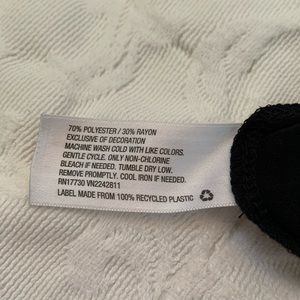 70% POLYESTER / 30% RAYON
EXCLUSIVE OF DECORATION
MACHINE WASH COLD WITH LIKE COLORS.
GENTLE CYCLE. ONLY NON-CHLORINE
BLEACH IF NEEDED. TUMBLE DRY LOW.
REMOVE PROMPTLY. COOL IRON IF NEEDED.
RN17730 VN2242811
LABEL MADE FROM 100% RECYCLED PLASTIC